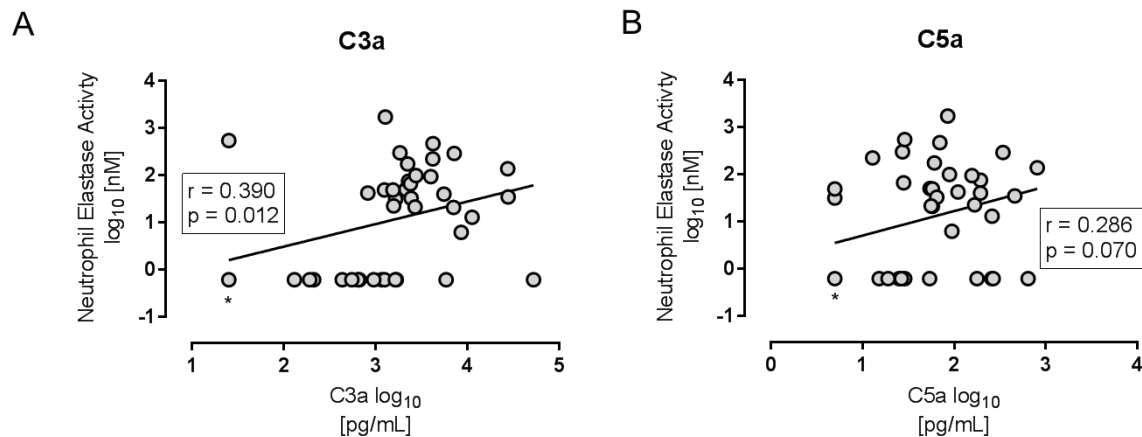 A
C3a
Neutrophil Elastase Activty
log10 [nM]
4
3
2
1
0
-1
r = 0.390
p = 0.012
*
1 2 3 4 5
C3a log10
[pg/mL]
B
C5a
Neutrophil Elastase Activty
log10 [nM]
4
3
2
1
0
-1
r = 0.286
p = 0.070
*
0 1 2 3 4
C5a log10
[pg/mL]